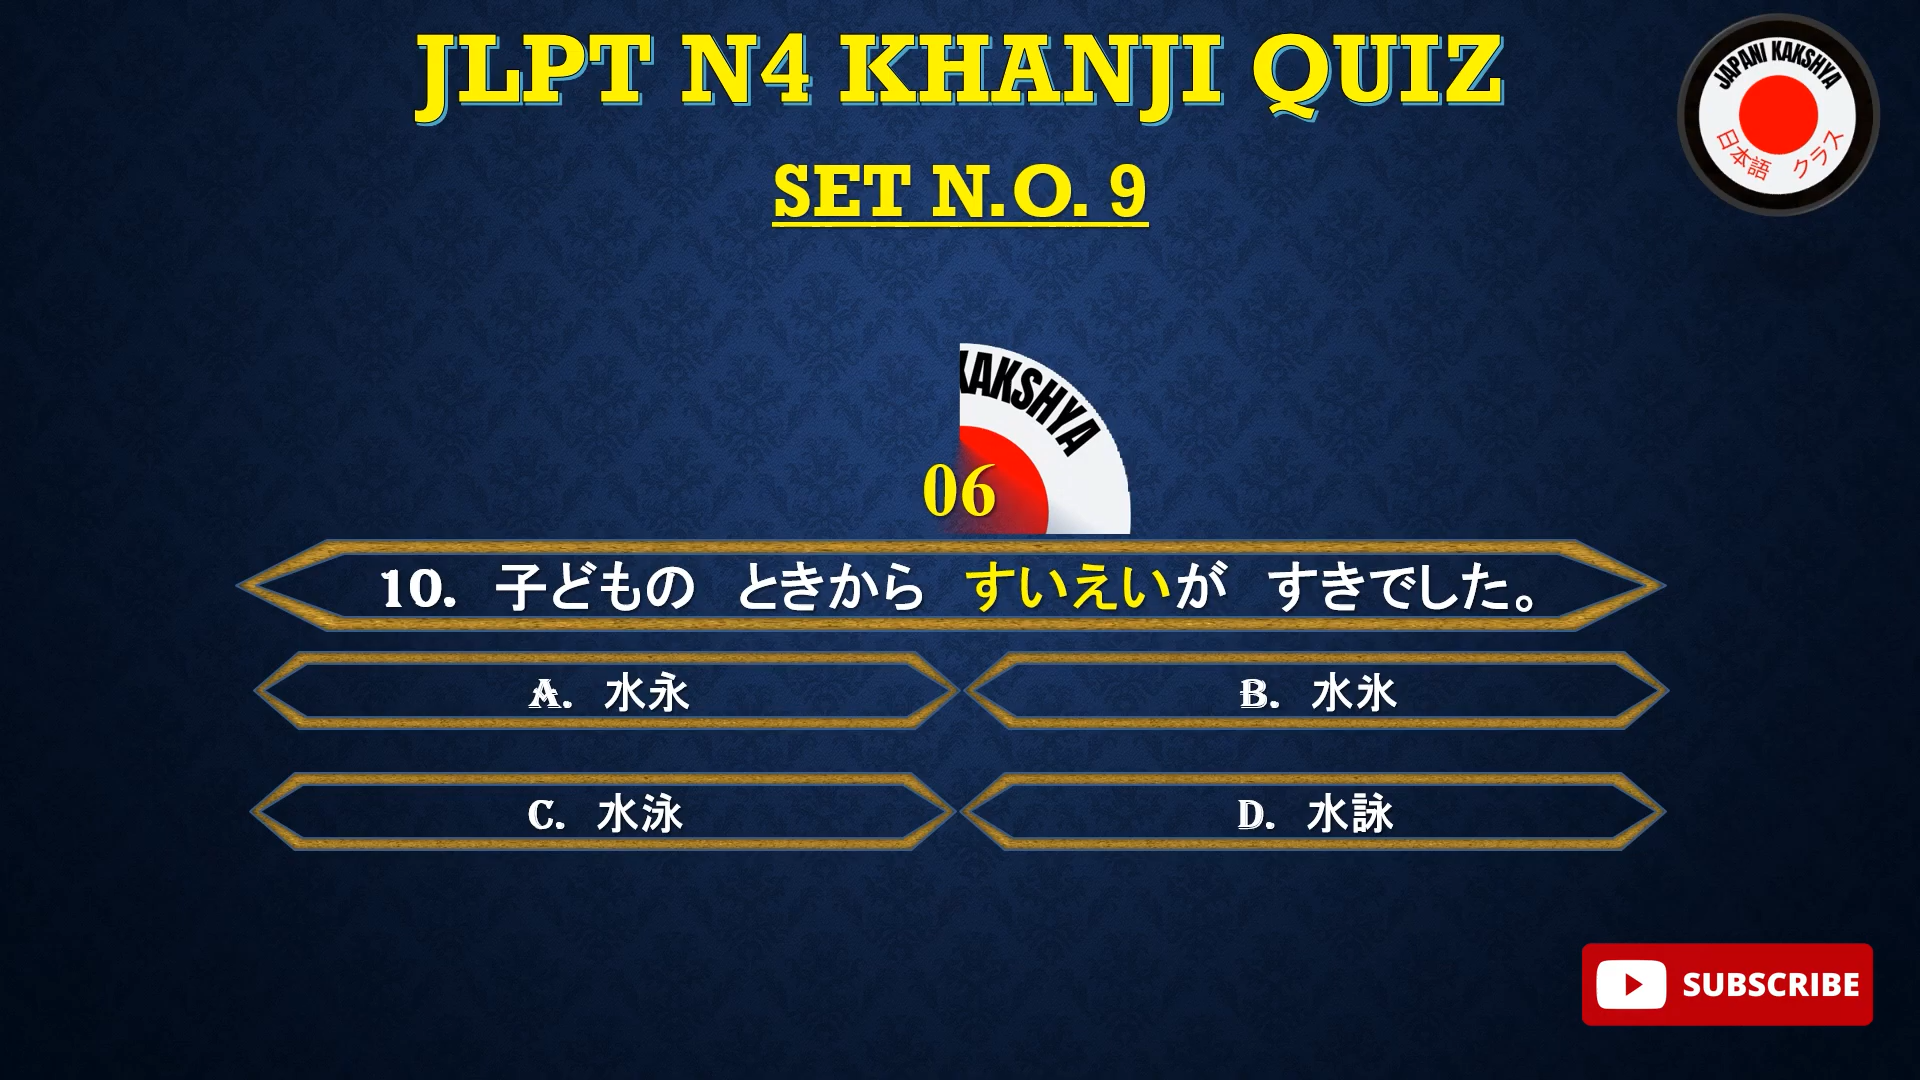 JLPT N4 KHANJI QUIZ
JAPANI KAKSHYA
日本語 クラス
SET N.O. 9
KAKSHYA
06
10. 子どもの ときから すいえいが すきでした。
A. 水永
B. 水氷
C. 水泳
D. 水詠
SUBSCRIBE